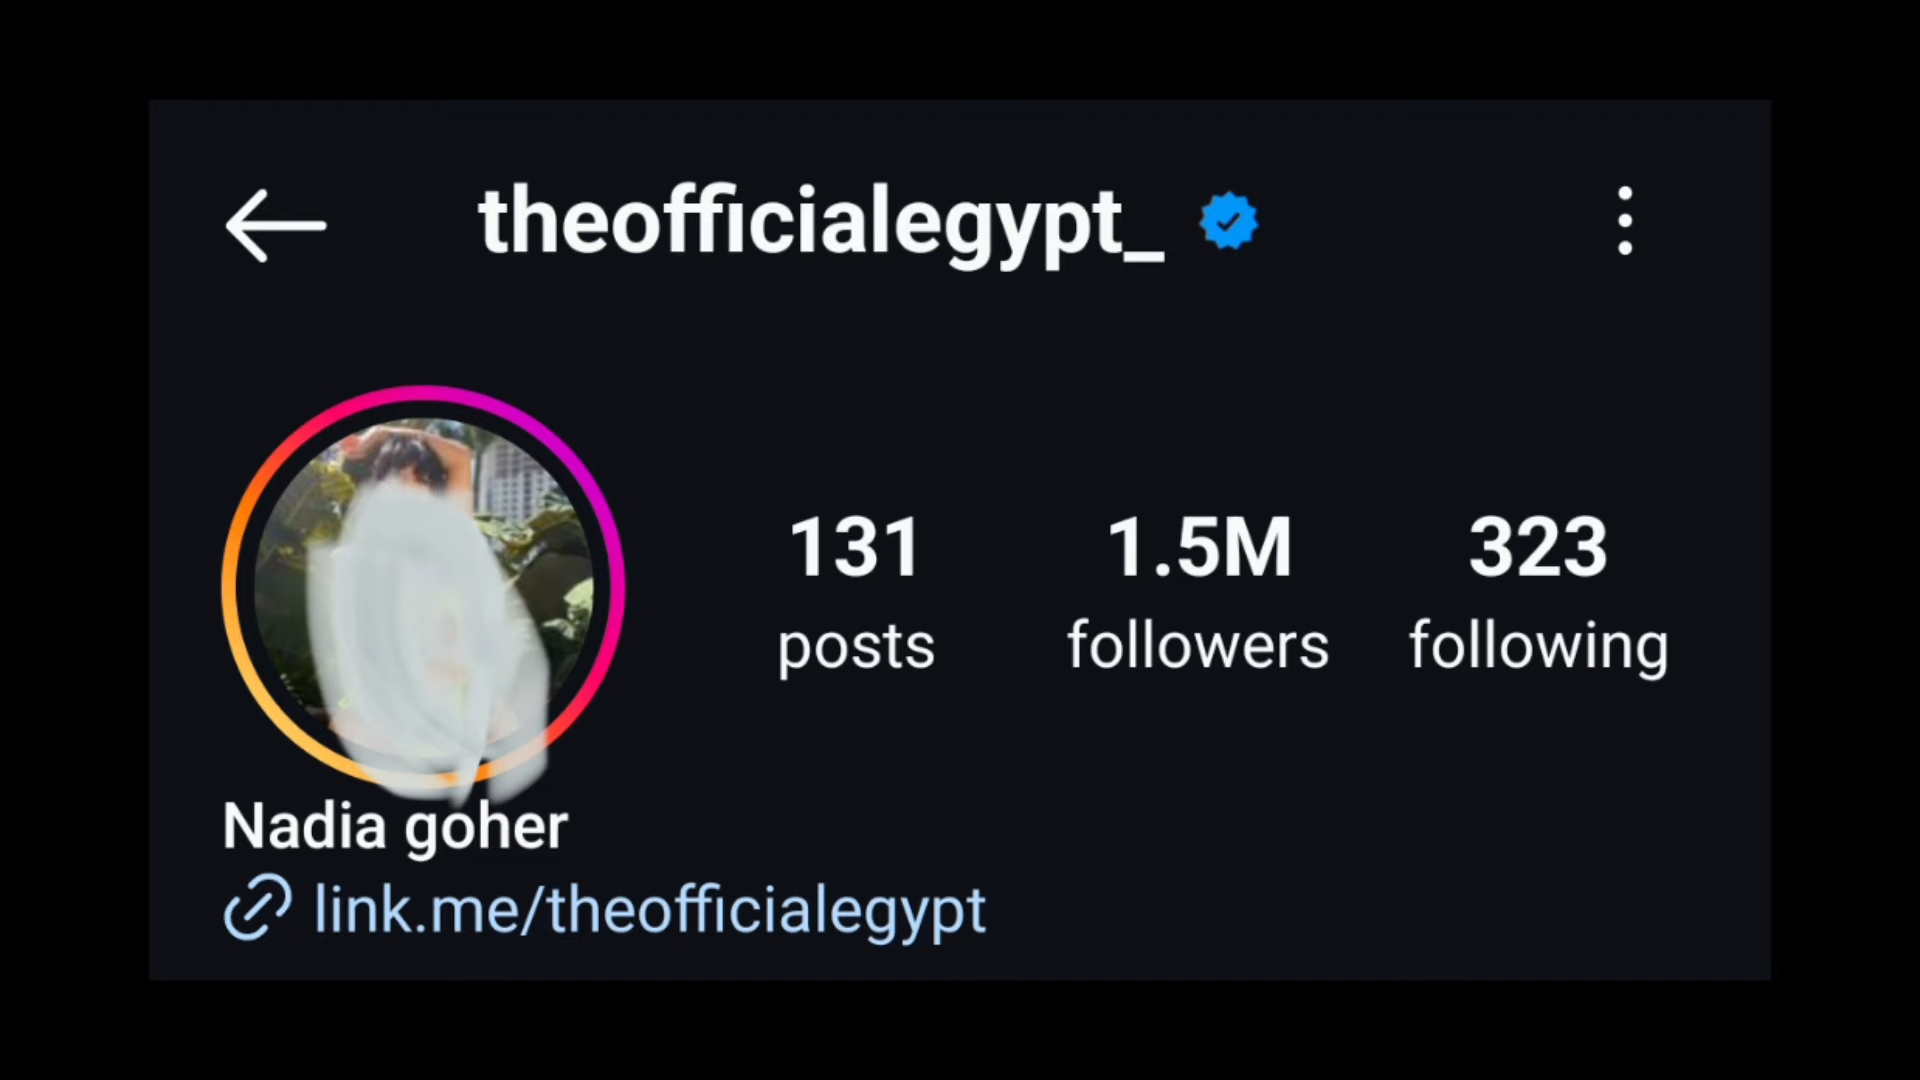 theofficialegypt_
131 1.5M 323
posts followers following
Nadia goher
link.me/theofficialegypt